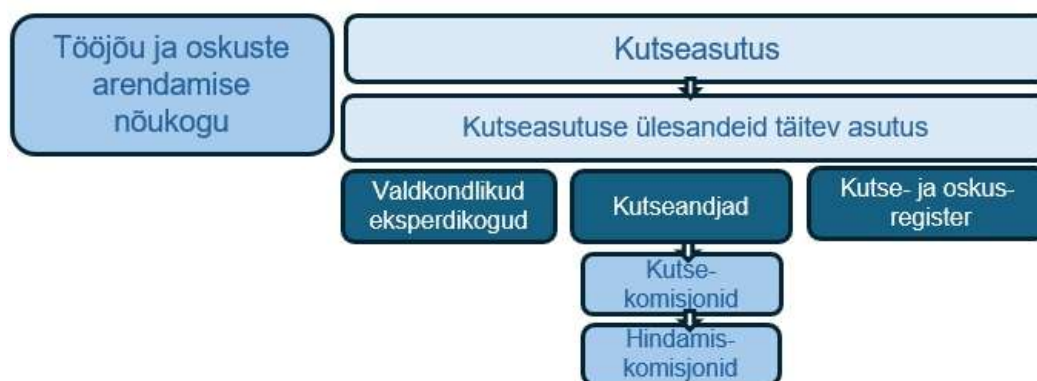 Tööjõu ja oskuste
arendamise
nõukogu
Kutseasutus
Kutseasutuse ülesandeid täitev asutus
Valdkondlikud
eksperdikogud
Kutseandjad
Kutse- ja oskus-
register
Kutse-
komisjonid
Hindamis-
komisjonid